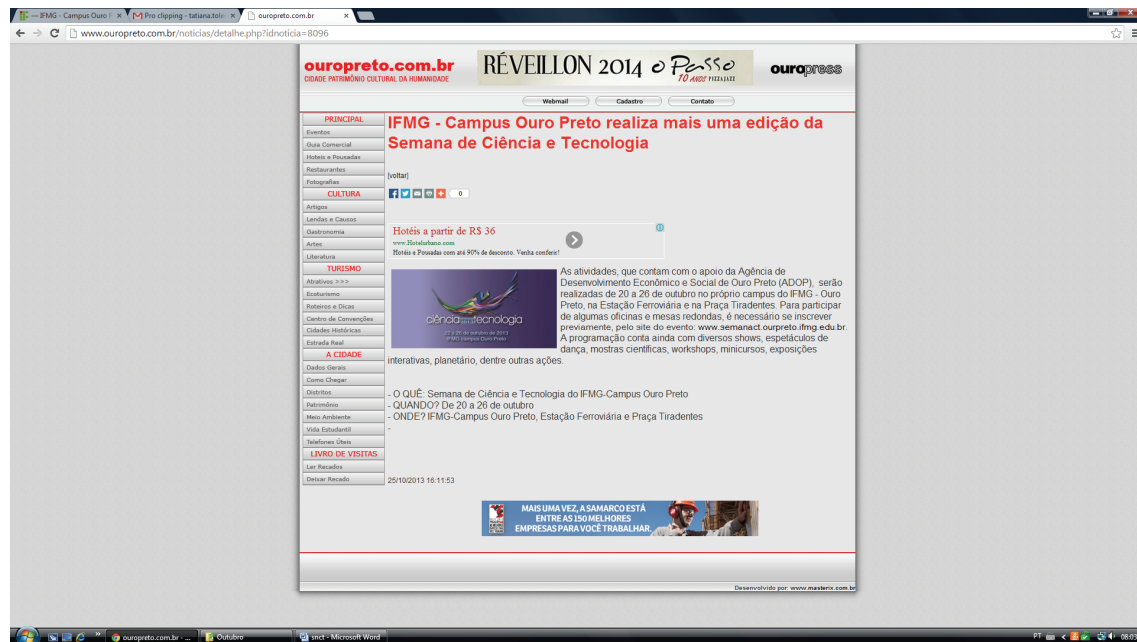 IFMG - Campus Ouro P
Pro clipping - tatiana.tole
ouropreto.com.br
www.ouropreto.com.br/noticias/detalhe.php?idnoticia=8096
ouropreto.com.br
CIDADE PATRIMÔNIO CULTURAL DA HUMANIDADE
RÉVEILLON 2014 o Passo
10 ANOS PIZZAJAZZ
ouropress
Webmail
Cadastro
Contato
PRINCIPAL
Eventos
Guia Comercial
Hoteis e Pousadas
Restaurantes
Fotografias
CULTURA
Artigos
Lendas e Causos
Gastronomia
Artes
Literatura
TURISMO
Atrativos >>>
Ecoturismo
Roteiros e Dicas
Centro de Convenções
Cidades Históricas
Estrada Real
A CIDADE
Dados Gerais
Como Chegar
Distritos
Patrimônio
Meio Ambiente
Vida Estudantil
Telefones Úteis
LIVRO DE VISITAS
Ler Recados
Deixar Recado
IFMG - Campus Ouro Preto realiza mais uma edição da
Semana de Ciência e Tecnologia
[voltar]
0
Hotéis a partir de R$ 36
www.Hotelurbano.com
Hotéis e Pousadas com até 90% de desconto. Venha conferir!
ciência tecnologia
As atividades, que contam com o apoio da Agência de
Desenvolvimento Econômico e Social de Ouro Preto (ADOP), serão
realizadas de 20 a 26 de outubro no próprio campus do IFMG - Ouro
Preto, na Estação Ferroviária e na Praça Tiradentes. Para participar
de algumas oficinas e mesas redondas, é necessário se inscrever
previamente, pelo site do evento: www.semanact.ourpreto.ifmg.edu.br.
A programação conta ainda com diversos shows, espetáculos de
dança, mostras científicas, workshops, minicursos, exposições
interativas, planetário, dentre outras ações.
- O QUÊ: Semana de Ciência e Tecnologia do IFMG-Campus Ouro Preto
- QUANDO? De 20 a 26 de outubro
- ONDE? IFMG-Campus Ouro Preto, Estação Ferroviária e Praça Tiradentes
-
25/10/2013 16:11:53
MAIS UMA VEZ, A SAMARCO ESTÁ
ENTRE AS 150 MELHORES
EMPRESAS PARA VOCÊ TRABALHAR.
Desenvolvido por: www.masterix.com.br
ouropreto.com.br - ...
Outubro
snct - Microsoft Word
PT
08:03